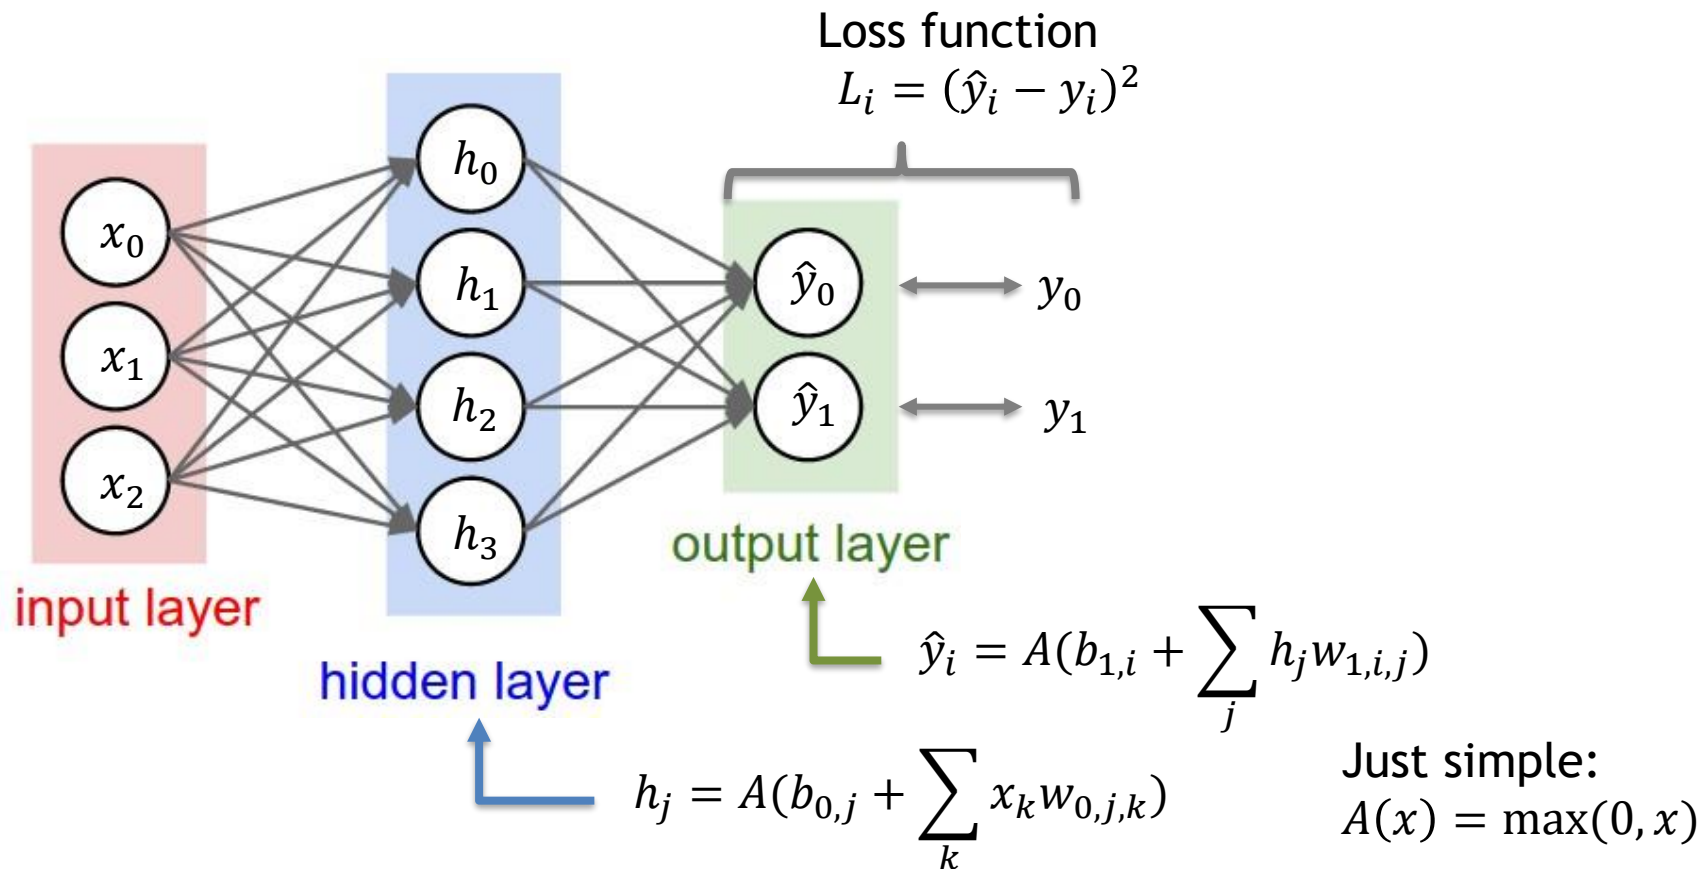 Loss function
L_i = (ŷ_i − y_i)^2
x_0
x_1
x_2
h_0
h_1
h_2
h_3
ŷ_0
ŷ_1
y_0
y_1
input layer
hidden layer
output layer
ŷ_i = A(b_{1,i} + ∑_j h_j w_{1,i,j})
h_j = A(b_{0,j} + ∑_k x_k w_{0,j,k})
Just simple:
A(x) = max(0, x)